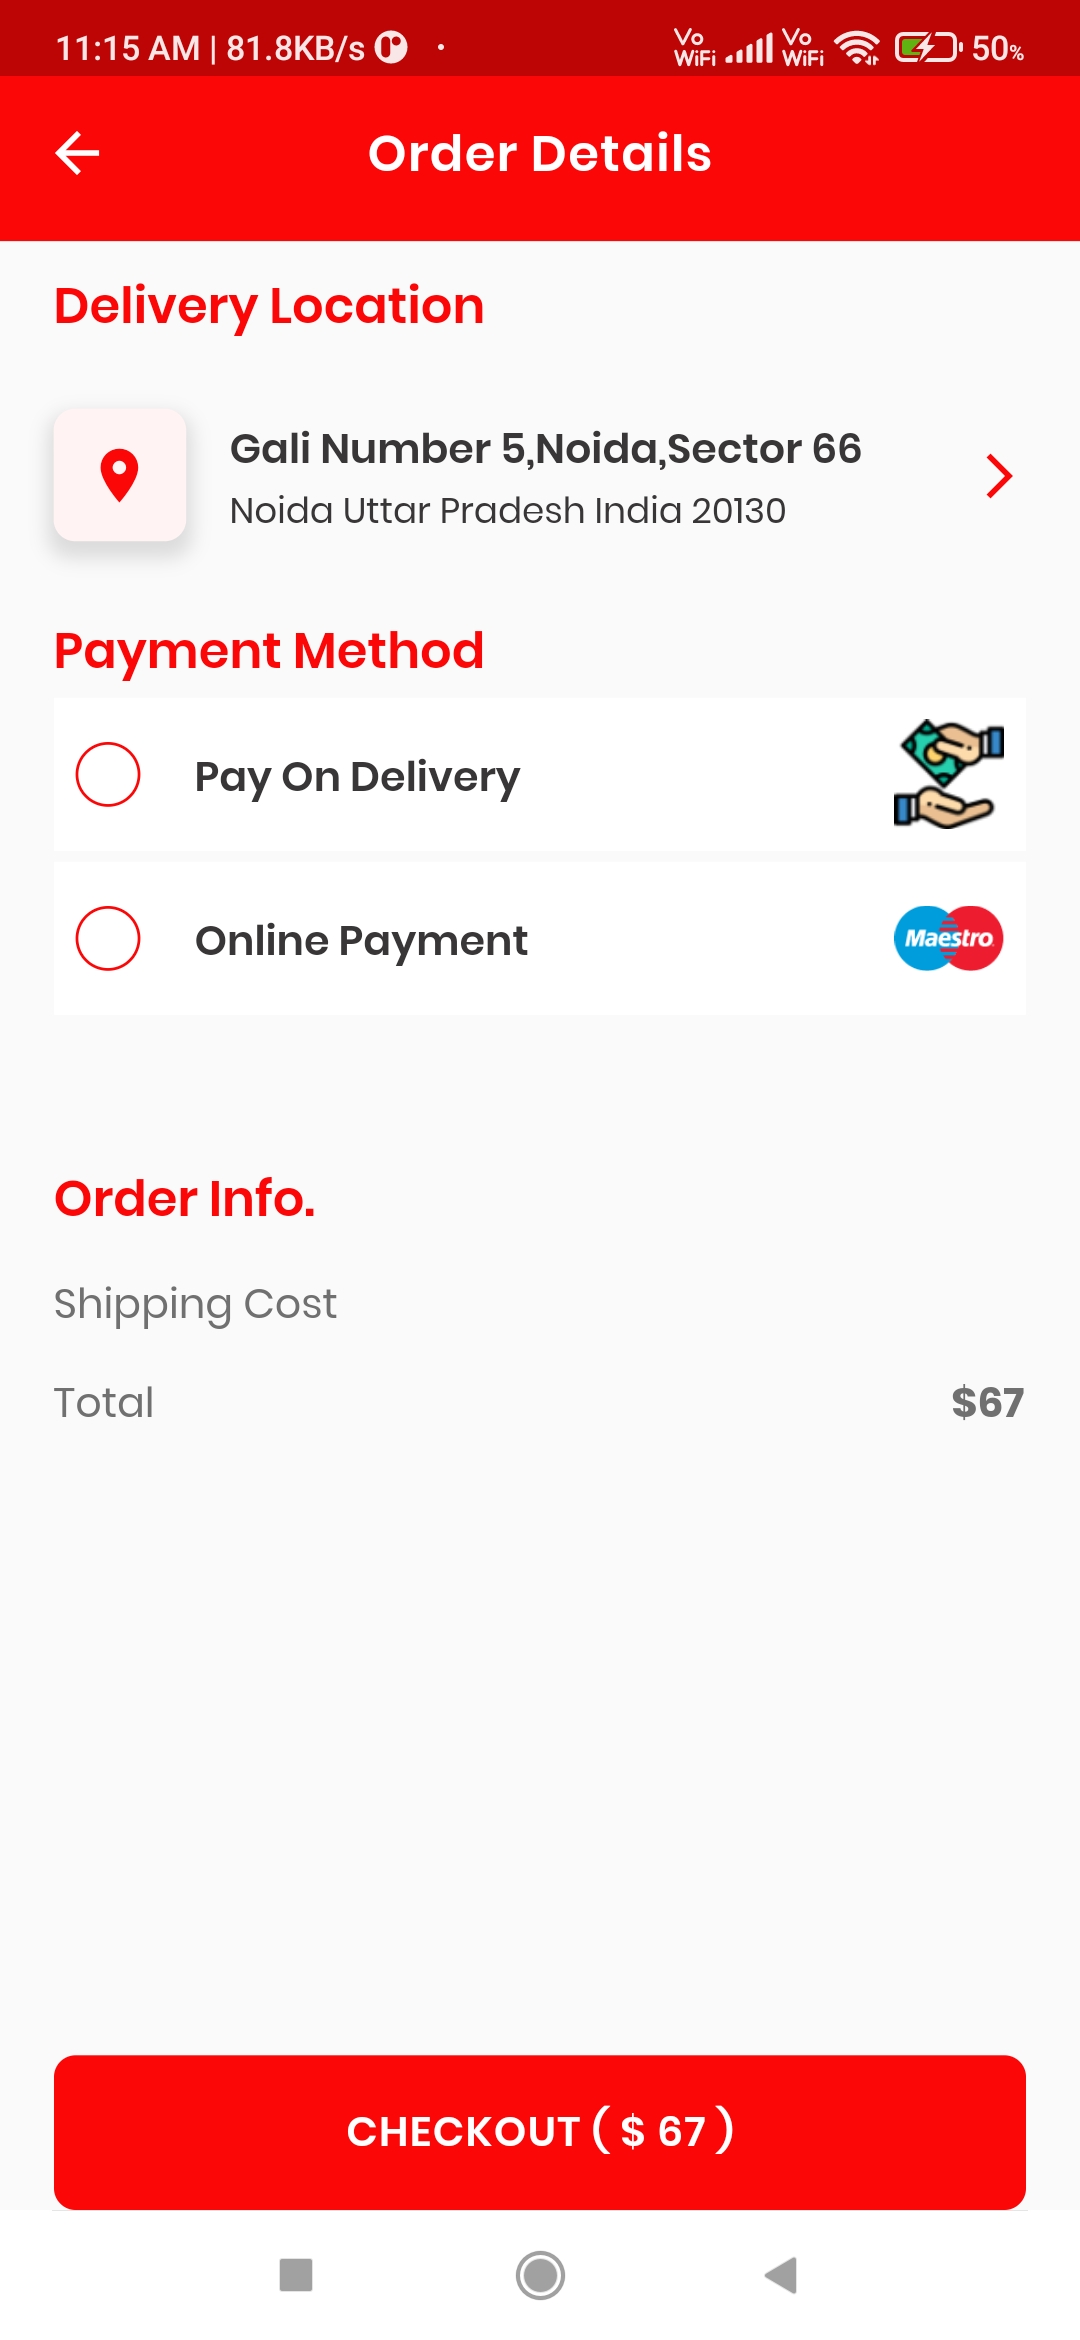 11:15 AM | 81.8KB/s
Vo WiFi Vo WiFi 50%
Order Details
Delivery Location
Gali Number 5,Noida,Sector 66
Noida Uttar Pradesh India 20130
Payment Method
Pay On Delivery
Online Payment
Maestro
Order Info.
Shipping Cost
Total $67
CHECKOUT ( $ 67 )